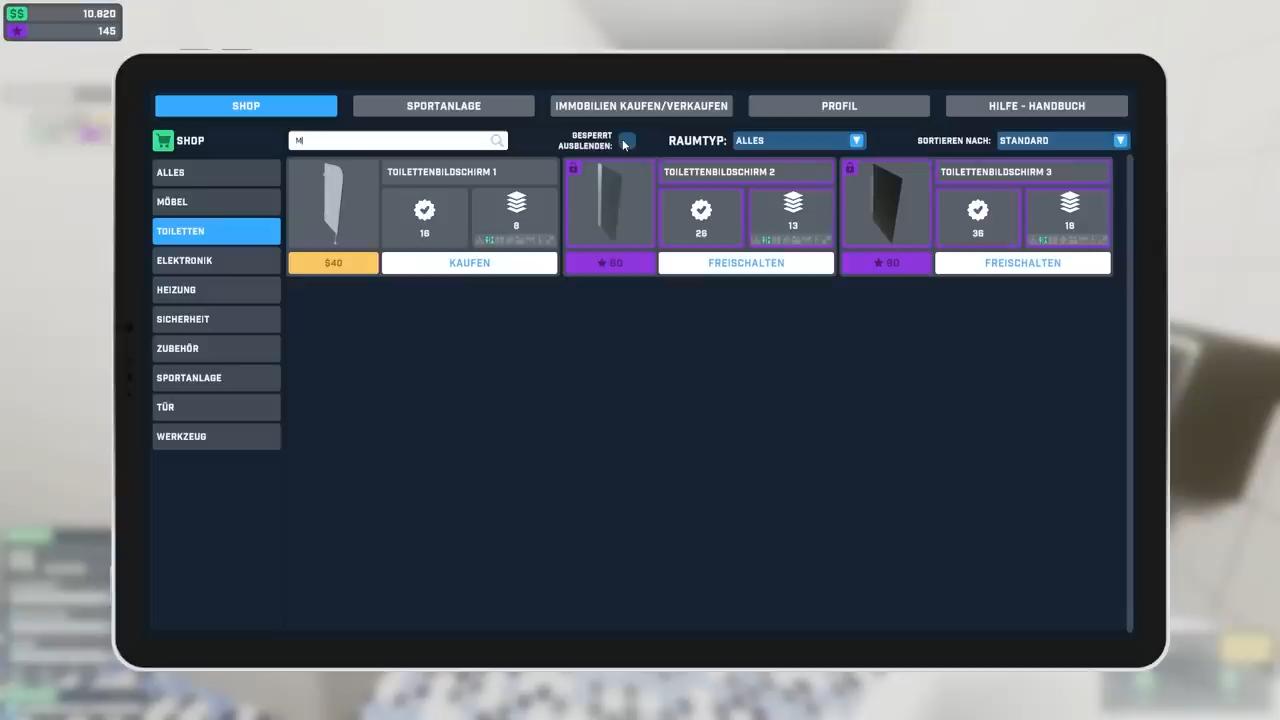 $$ 10.820
145
SHOP SPORTANLAGE IMMOBILIEN KAUFEN/VERKAUFEN PROFIL HILFE - HANDBUCH
SHOP M GESPERRT AUSBLENDEN: RAUMTYP: ALLES SORTIEREN NACH: STANDARD
ALLES
MÖBEL
TOILETTEN
ELEKTRONIK
HEIZUNG
SICHERHEIT
ZUBEHÖR
SPORTANLAGE
TÜR
WERKZEUG
TOILETTENBILDSCHIRM 1
16 8
$40 KAUFEN
TOILETTENBILDSCHIRM 2
26 13
60 FREISCHALTEN
TOILETTENBILDSCHIRM 3
36 18
90 FREISCHALTEN